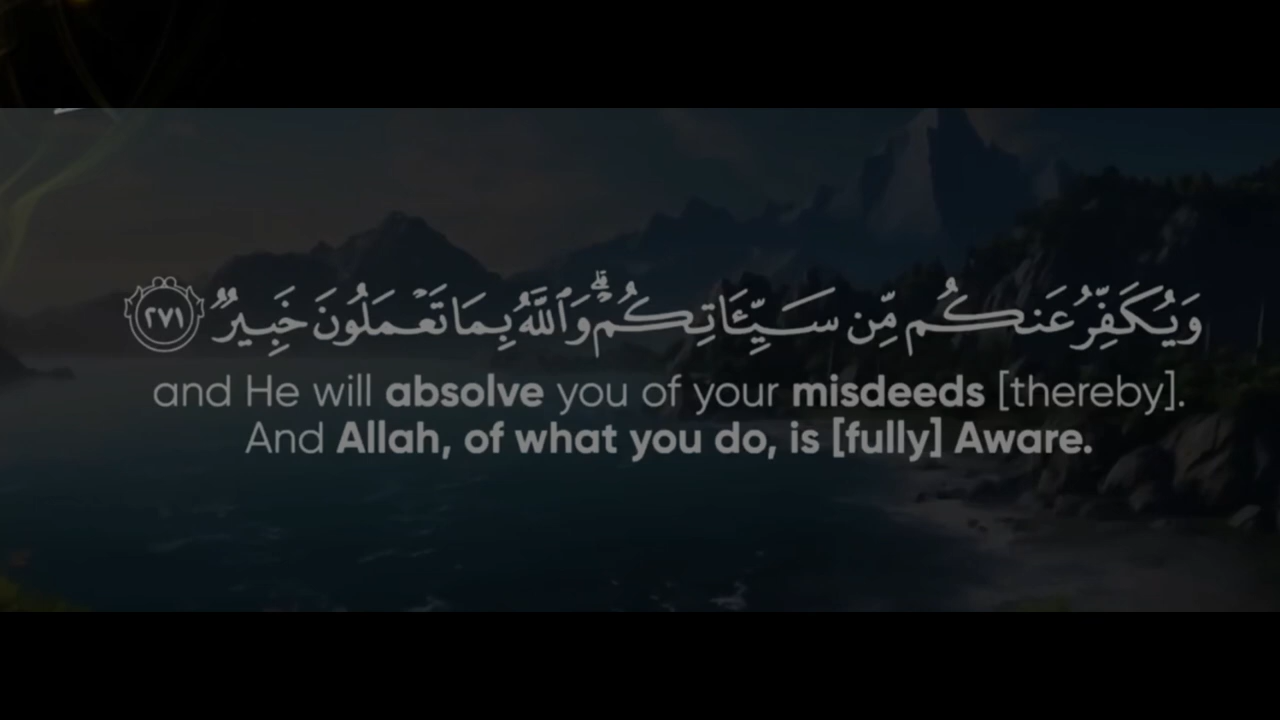 وَيُكَفِّرُ عَنكُم مِّن سَيِّـَٔاتِكُمْ ۗ وَٱللَّهُ بِمَا تَعْمَلُونَ خَبِيرٌ ٢٧١
and He will absolve you of your misdeeds [thereby].
And Allah, of what you do, is [fully] Aware.